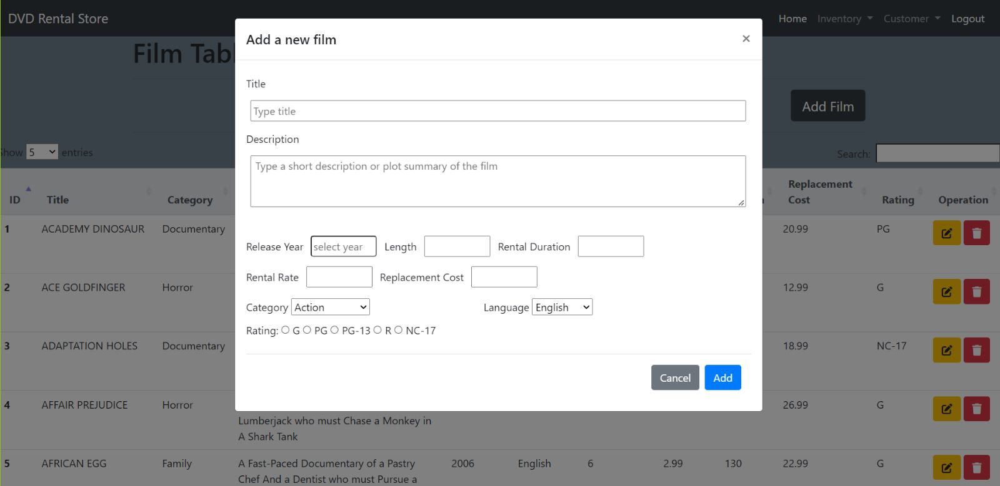 DVD Rental Store
Home Inventory Customer Logout
Film Tabl
Add Film
Show 5 entries
Search:
Add a new film ×
Title
Type title
Description
Type a short description or plot summary of the film
Release Year select year Length Rental Duration
Rental Rate Replacement Cost
Category Action Language English
Rating: G PG PG-13 R NC-17
Cancel Add
ID Title Category Replacement Cost Rating Operation
1 ACADEMY DINOSAUR Documentary 20.99 PG
2 ACE GOLDFINGER Horror 12.99 G
3 ADAPTATION HOLES Documentary 18.99 NC-17
4 AFFAIR PREJUDICE Horror 26.99 G
Lumberjack who must Chase a Monkey in
A Shark Tank
5 AFRICAN EGG Family A Fast-Paced Documentary of a Pastry 2006 English 6 2.99 130 22.99 G
Chef And a Dentist who must Pursue a